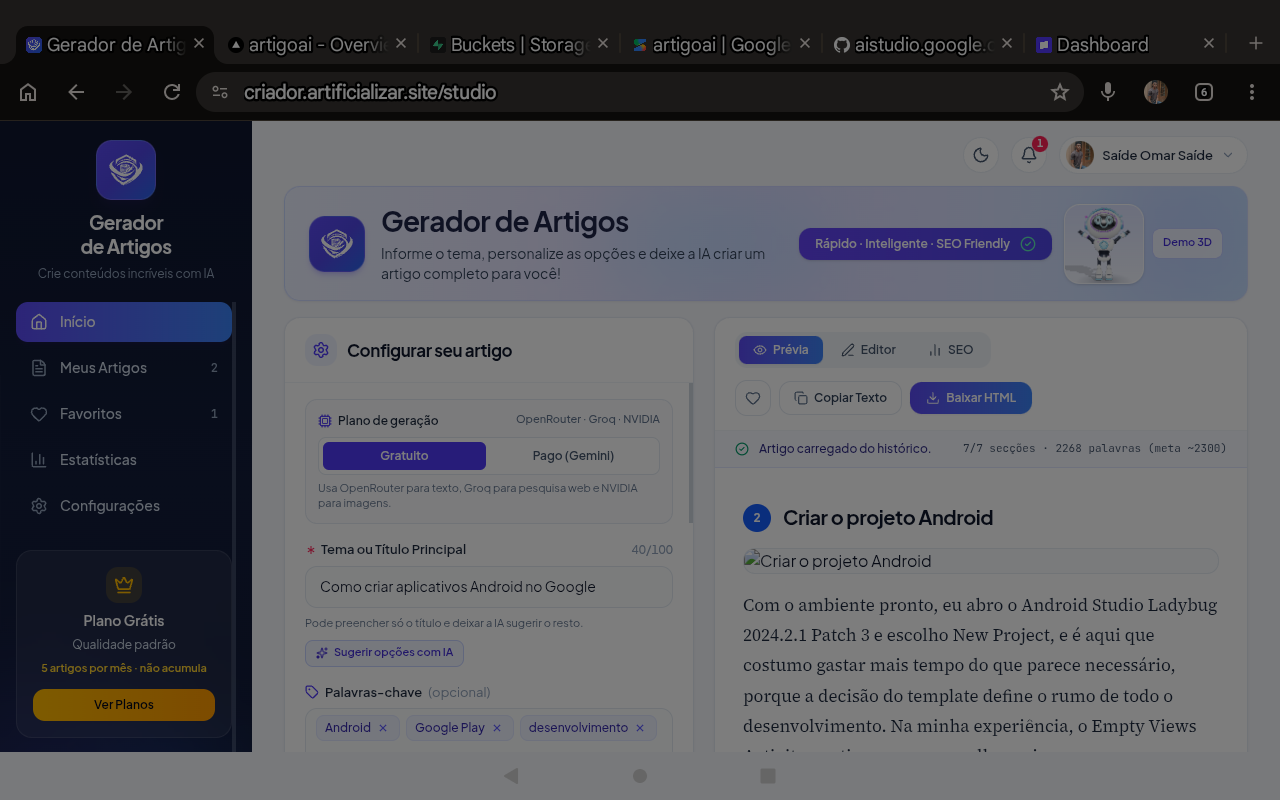 Gerador de Artig
artigoai - Overvi
Buckets | Storage
artigoai | Google
aistudio.google.c
Dashboard
criador.artificializar.site/studio
6
1
Saíde Omar Saíde
Gerador
de Artigos
Crie conteúdos incríveis com IA
Início
Meus Artigos 2
Favoritos 1
Estatísticas
Configurações
Plano Grátis
Qualidade padrão
5 artigos por mês · não acumula
Ver Planos
Gerador de Artigos
Informe o tema, personalize as opções e deixe a IA criar um
artigo completo para você!
Rápido · Inteligente · SEO Friendly
Demo 3D
Configurar seu artigo
Plano de geração
OpenRouter · Groq · NVIDIA
Gratuito
Pago (Gemini)
Usa OpenRouter para texto, Groq para pesquisa web e NVIDIA
para imagens.
* Tema ou Título Principal
40/100
Como criar aplicativos Android no Google
Pode preencher só o título e deixar a IA sugerir o resto.
Sugerir opções com IA
Palavras-chave (opcional)
Android ×
Google Play ×
desenvolvimento ×
Prévia
Editor
SEO
Copiar Texto
Baixar HTML
Artigo carregado do histórico.
7/7 secções · 2268 palavras (meta ~2300)
2
Criar o projeto Android
Criar o projeto Android
Com o ambiente pronto, eu abro o Android Studio Ladybug
2024.2.1 Patch 3 e escolho New Project, e é aqui que
costumo gastar mais tempo do que parece necessário,
porque a decisão do template define o rumo de todo o
desenvolvimento. Na minha experiência, o Empty Views